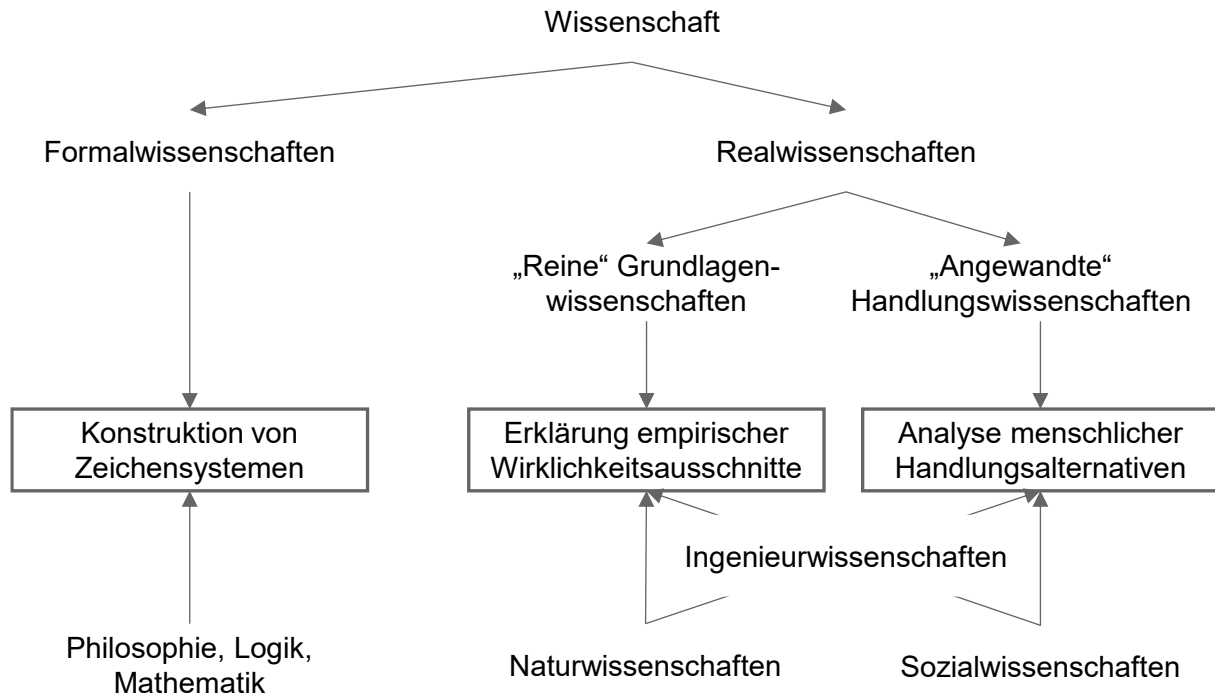 Wissenschaft
Formalwissenschaften
Realwissenschaften
„Reine“ Grundlagen-
wissenschaften
„Angewandte“
Handlungswissenschaften
Konstruktion von
Zeichensystemen
Erklärung empirischer
Wirklichkeitsausschnitte
Analyse menschlicher
Handlungsalternativen
Ingenieurwissenschaften
Philosophie, Logik,
Mathematik
Naturwissenschaften
Sozialwissenschaften